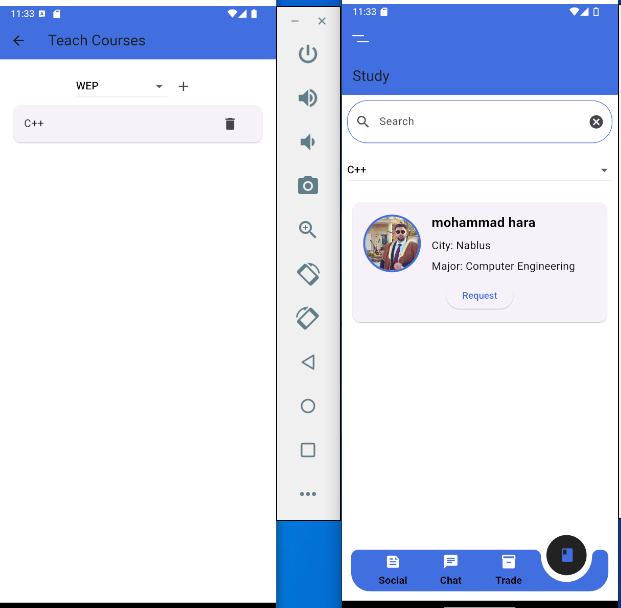 11:33
Teach Courses
WEP
C++
11:33
Study
Search
C++
mohammad hara
City: Nablus
Major: Computer Engineering
Request
Social
Chat
Trade